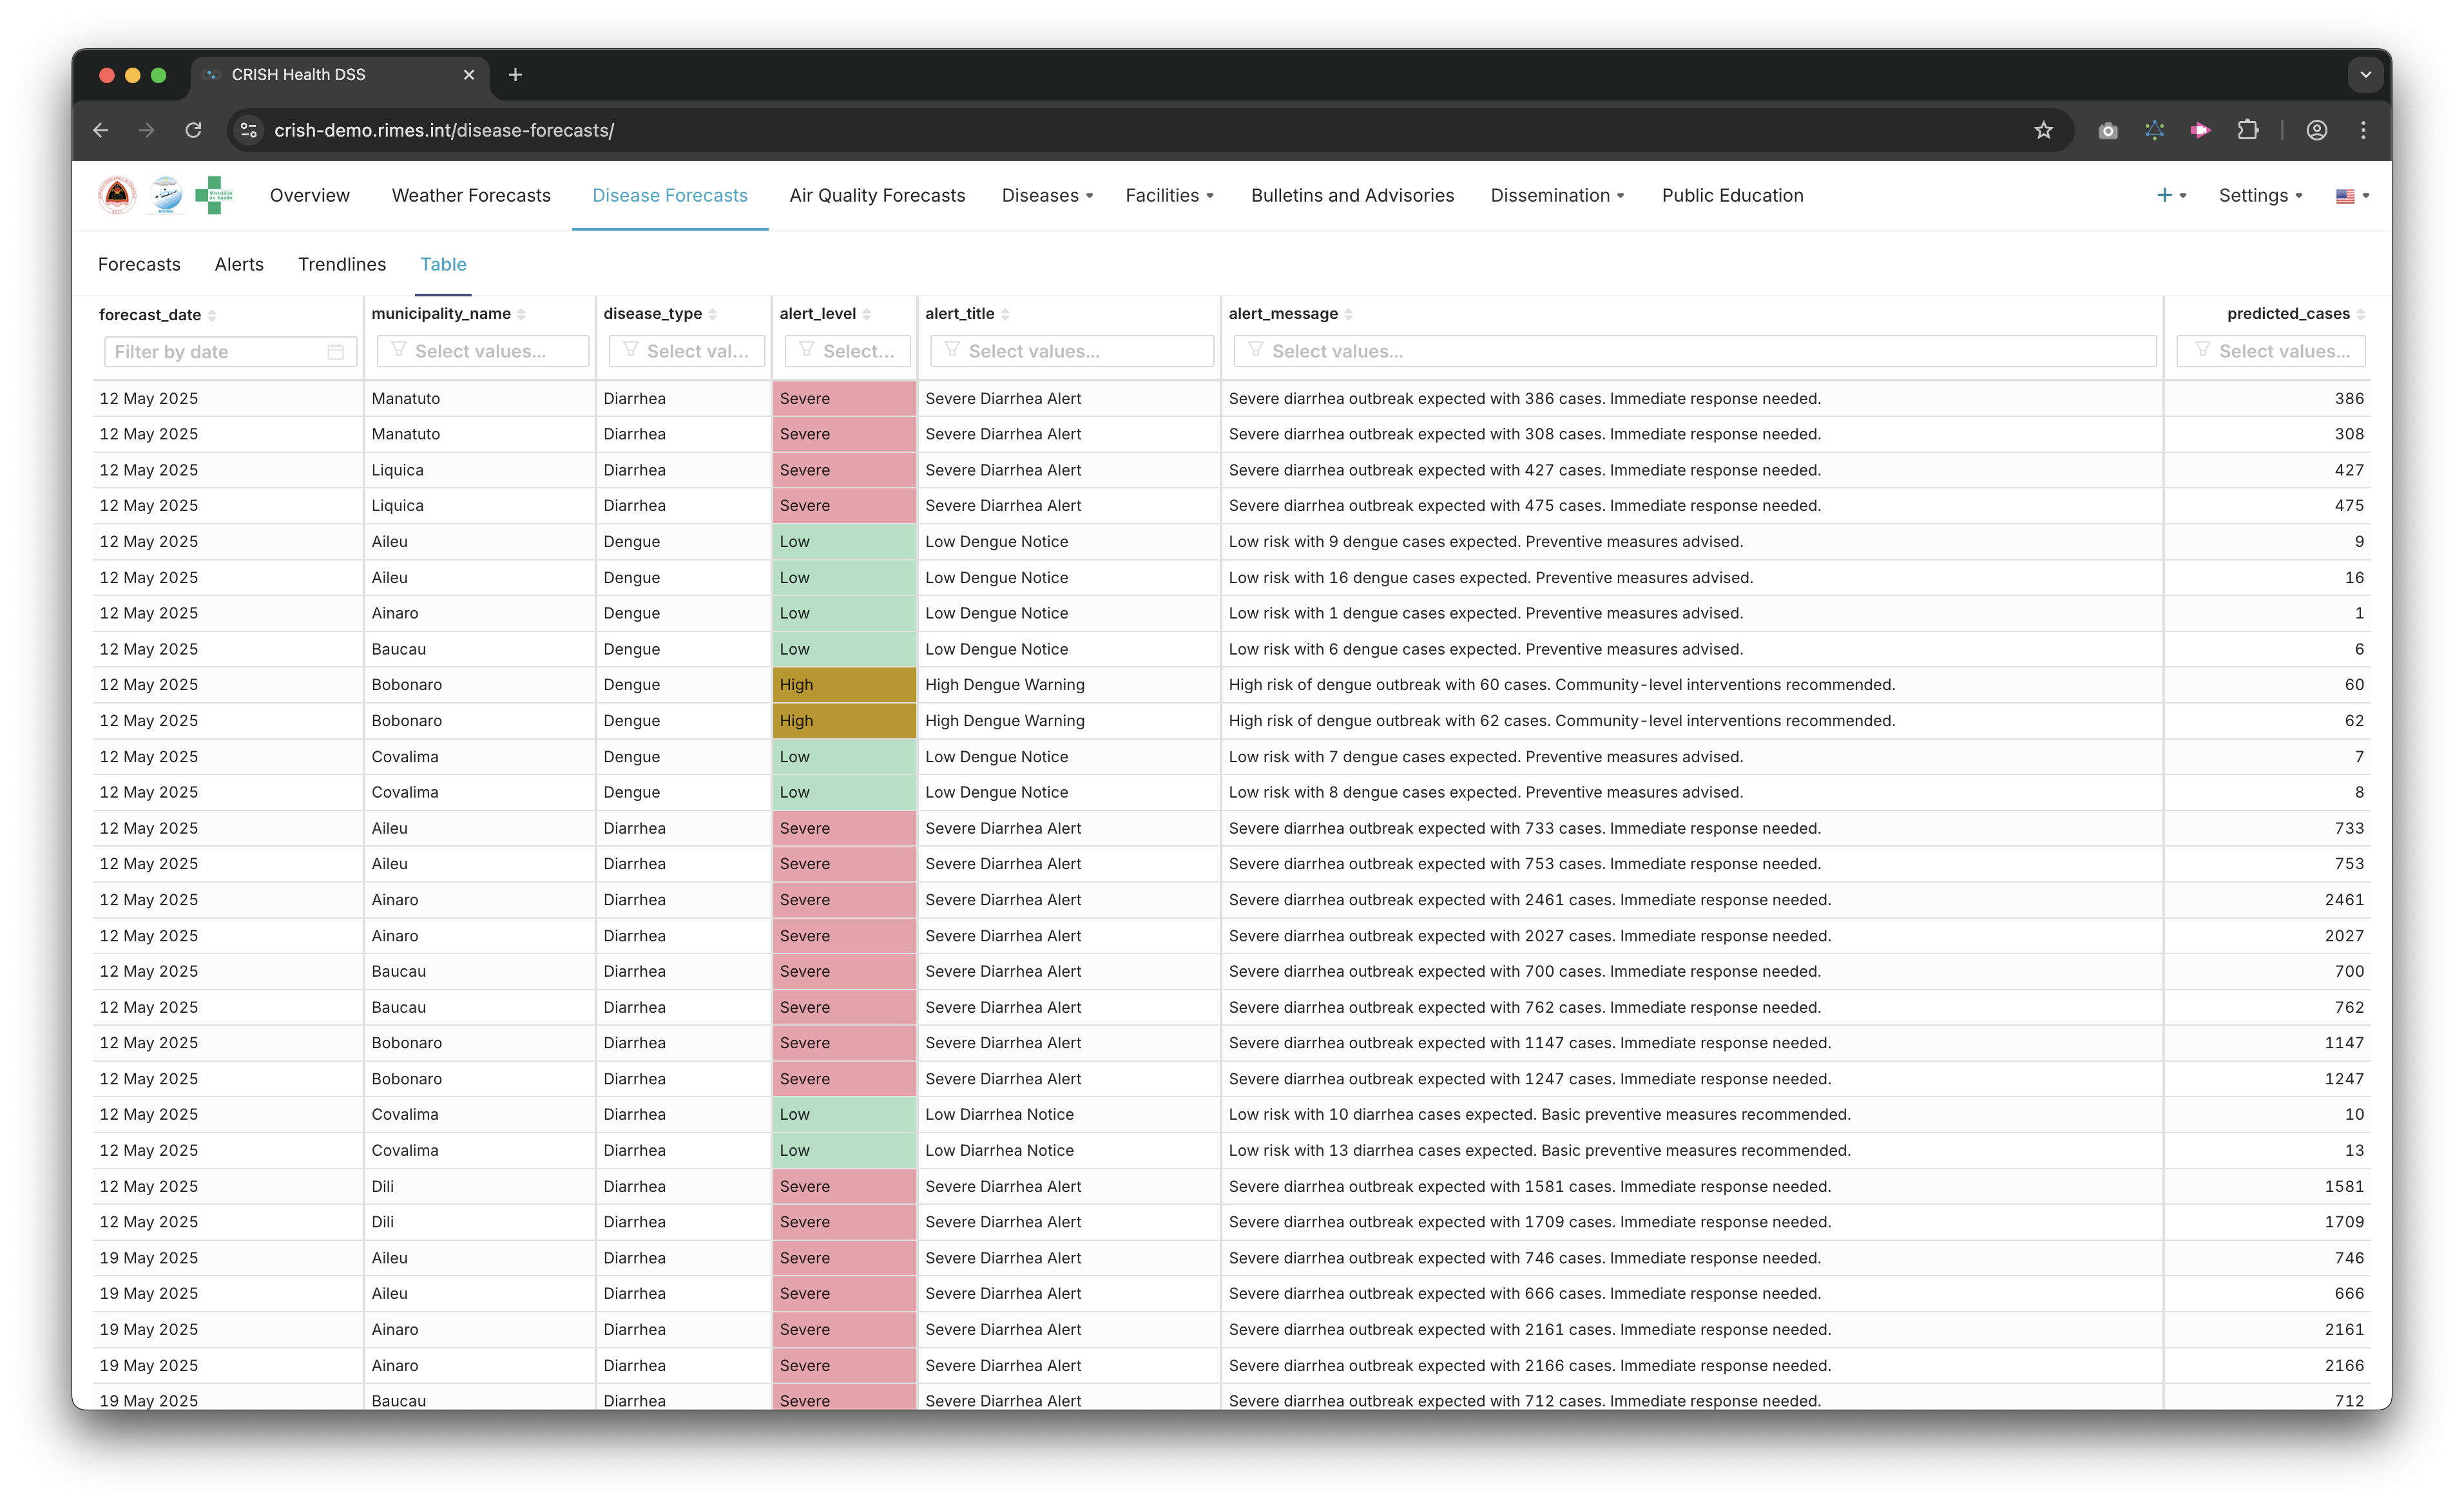 CRISH Health DSS
crish-demo.rimes.int/disease-forecasts/
Overview Weather Forecasts Disease Forecasts Air Quality Forecasts Diseases Facilities Bulletins and Advisories Dissemination Public Education Settings
Forecasts Alerts Trendlines Table
forecast_date municipality_name disease_type alert_level alert_title alert_message predicted_cases
Filter by date Select values... Select val... Select... Select values... Select values... Select values...
12 May 2025 Manatuto Diarrhea Severe Severe Diarrhea Alert Severe diarrhea outbreak expected with 386 cases. Immediate response needed. 386
12 May 2025 Manatuto Diarrhea Severe Severe Diarrhea Alert Severe diarrhea outbreak expected with 308 cases. Immediate response needed. 308
12 May 2025 Liquica Diarrhea Severe Severe Diarrhea Alert Severe diarrhea outbreak expected with 427 cases. Immediate response needed. 427
12 May 2025 Liquica Diarrhea Severe Severe Diarrhea Alert Severe diarrhea outbreak expected with 475 cases. Immediate response needed. 475
12 May 2025 Aileu Dengue Low Low Dengue Notice Low risk with 9 dengue cases expected. Preventive measures advised. 9
12 May 2025 Aileu Dengue Low Low Dengue Notice Low risk with 16 dengue cases expected. Preventive measures advised. 16
12 May 2025 Ainaro Dengue Low Low Dengue Notice Low risk with 1 dengue cases expected. Preventive measures advised. 1
12 May 2025 Baucau Dengue Low Low Dengue Notice Low risk with 6 dengue cases expected. Preventive measures advised. 6
12 May 2025 Bobonaro Dengue High High Dengue Warning High risk of dengue outbreak with 60 cases. Community-level interventions recommended. 60
12 May 2025 Bobonaro Dengue High High Dengue Warning High risk of dengue outbreak with 62 cases. Community-level interventions recommended. 62
12 May 2025 Covalima Dengue Low Low Dengue Notice Low risk with 7 dengue cases expected. Preventive measures advised. 7
12 May 2025 Covalima Dengue Low Low Dengue Notice Low risk with 8 dengue cases expected. Preventive measures advised. 8
12 May 2025 Aileu Diarrhea Severe Severe Diarrhea Alert Severe diarrhea outbreak expected with 733 cases. Immediate response needed. 733
12 May 2025 Aileu Diarrhea Severe Severe Diarrhea Alert Severe diarrhea outbreak expected with 753 cases. Immediate response needed. 753
12 May 2025 Ainaro Diarrhea Severe Severe Diarrhea Alert Severe diarrhea outbreak expected with 2461 cases. Immediate response needed. 2461
12 May 2025 Ainaro Diarrhea Severe Severe Diarrhea Alert Severe diarrhea outbreak expected with 2027 cases. Immediate response needed. 2027
12 May 2025 Baucau Diarrhea Severe Severe Diarrhea Alert Severe diarrhea outbreak expected with 700 cases. Immediate response needed. 700
12 May 2025 Baucau Diarrhea Severe Severe Diarrhea Alert Severe diarrhea outbreak expected with 762 cases. Immediate response needed. 762
12 May 2025 Bobonaro Diarrhea Severe Severe Diarrhea Alert Severe diarrhea outbreak expected with 1147 cases. Immediate response needed. 1147
12 May 2025 Bobonaro Diarrhea Severe Severe Diarrhea Alert Severe diarrhea outbreak expected with 1247 cases. Immediate response needed. 1247
12 May 2025 Covalima Diarrhea Low Low Diarrhea Notice Low risk with 10 diarrhea cases expected. Basic preventive measures recommended. 10
12 May 2025 Covalima Diarrhea Low Low Diarrhea Notice Low risk with 13 diarrhea cases expected. Basic preventive measures recommended. 13
12 May 2025 Dili Diarrhea Severe Severe Diarrhea Alert Severe diarrhea outbreak expected with 1581 cases. Immediate response needed. 1581
12 May 2025 Dili Diarrhea Severe Severe Diarrhea Alert Severe diarrhea outbreak expected with 1709 cases. Immediate response needed. 1709
19 May 2025 Aileu Diarrhea Severe Severe Diarrhea Alert Severe diarrhea outbreak expected with 746 cases. Immediate response needed. 746
19 May 2025 Aileu Diarrhea Severe Severe Diarrhea Alert Severe diarrhea outbreak expected with 666 cases. Immediate response needed. 666
19 May 2025 Ainaro Diarrhea Severe Severe Diarrhea Alert Severe diarrhea outbreak expected with 2161 cases. Immediate response needed. 2161
19 May 2025 Ainaro Diarrhea Severe Severe Diarrhea Alert Severe diarrhea outbreak expected with 2166 cases. Immediate response needed. 2166
19 May 2025 Baucau Diarrhea Severe Severe Diarrhea Alert Severe diarrhea outbreak expected with 712 cases. Immediate response needed. 712